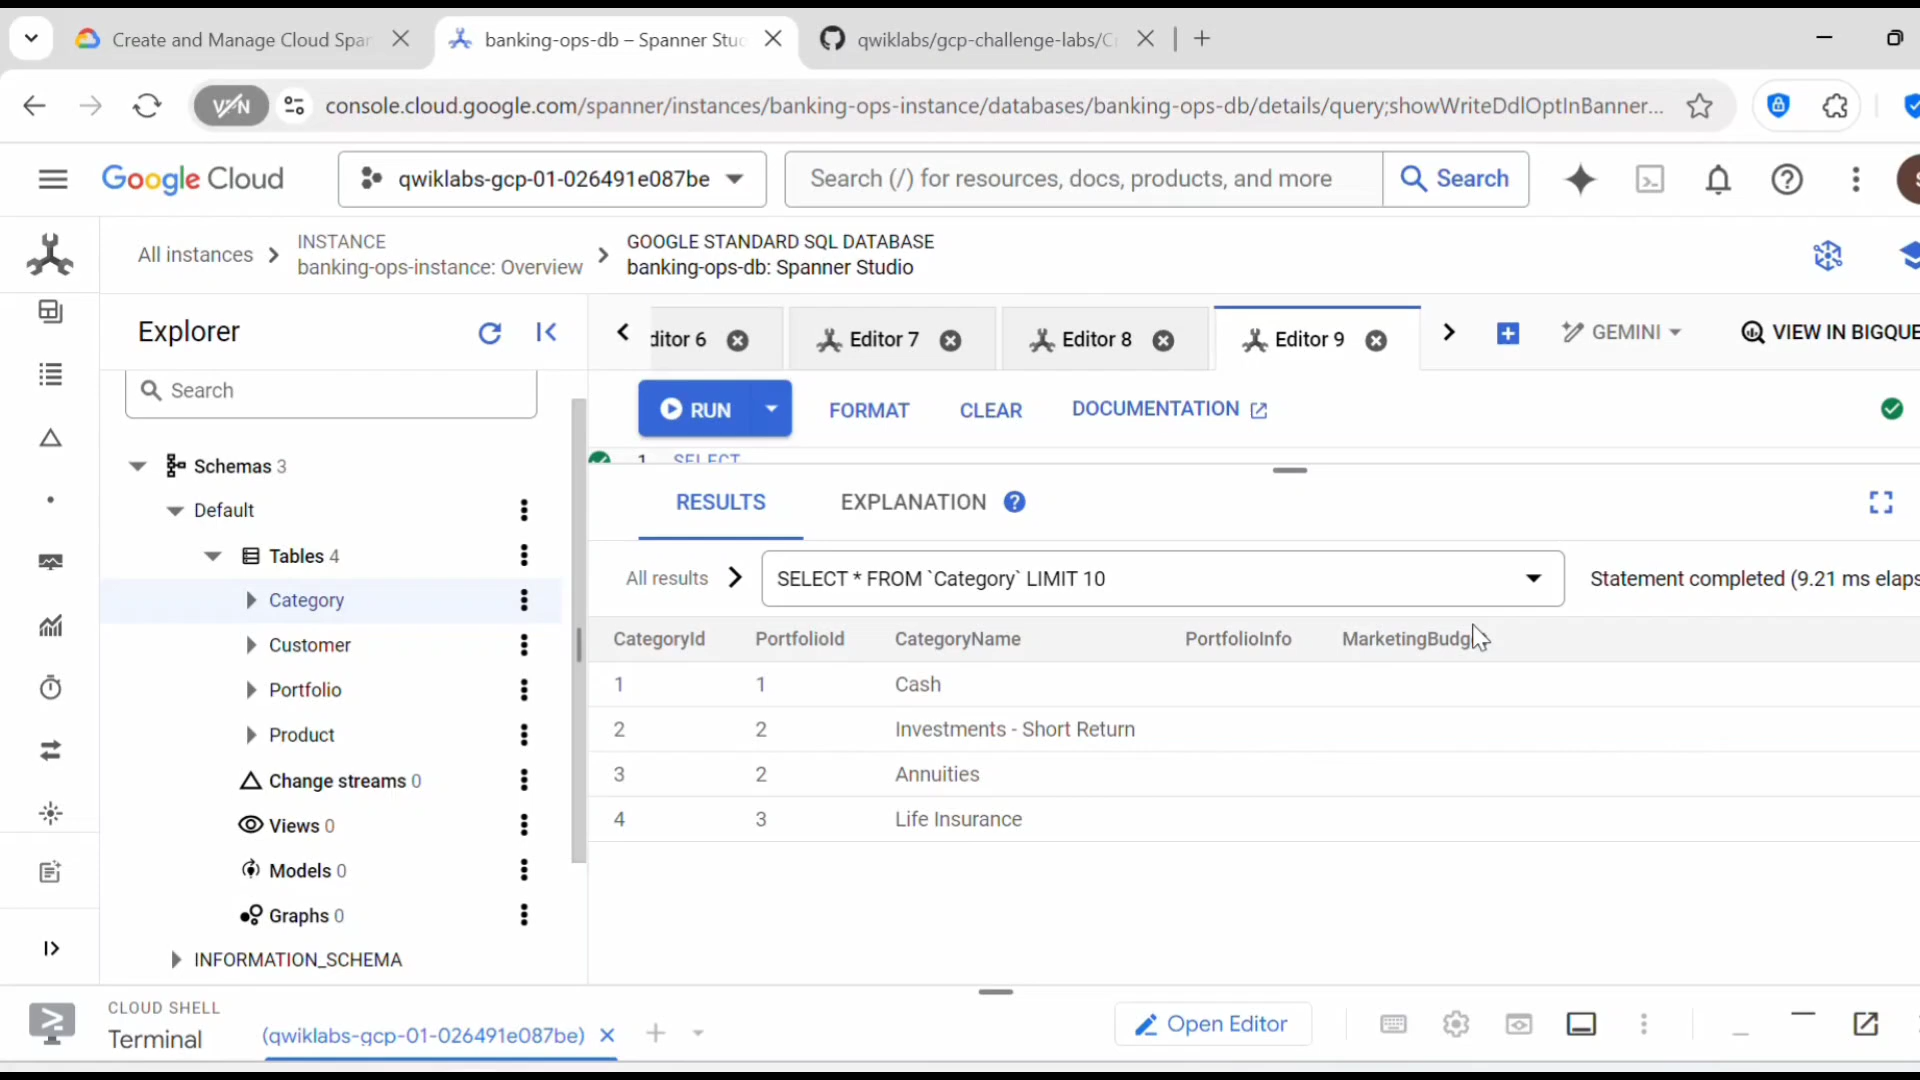 Create and Manage Cloud Spar
banking-ops-db – Spanner Stu
qwiklabs/gcp-challenge-labs/C
VPN
console.cloud.google.com/spanner/instances/banking-ops-instance/databases/banking-ops-db/details/query;showWriteDdlOptInBanner...
Google Cloud
qwiklabs-gcp-01-026491e087be
Search (/) for resources, docs, products, and more
Search
All instances
INSTANCE
banking-ops-instance: Overview
GOOGLE STANDARD SQL DATABASE
banking-ops-db: Spanner Studio
Explorer
ditor 6
Editor 7
Editor 8
Editor 9
GEMINI
VIEW IN BIGQUE
Search
RUN
FORMAT
CLEAR
DOCUMENTATION
1 SELECT
Schemas 3
Default
Tables 4
Category
Customer
Portfolio
Product
Change streams 0
Views 0
Models 0
Graphs 0
INFORMATION_SCHEMA
RESULTS
EXPLANATION
All results
SELECT * FROM `Category` LIMIT 10
Statement completed (9.21 ms elaps
CategoryId PortfolioId CategoryName PortfolioInfo MarketingBudg
1 1 Cash
2 2 Investments - Short Return
3 2 Annuities
4 3 Life Insurance
CLOUD SHELL
Terminal
(qwiklabs-gcp-01-026491e087be)
Open Editor